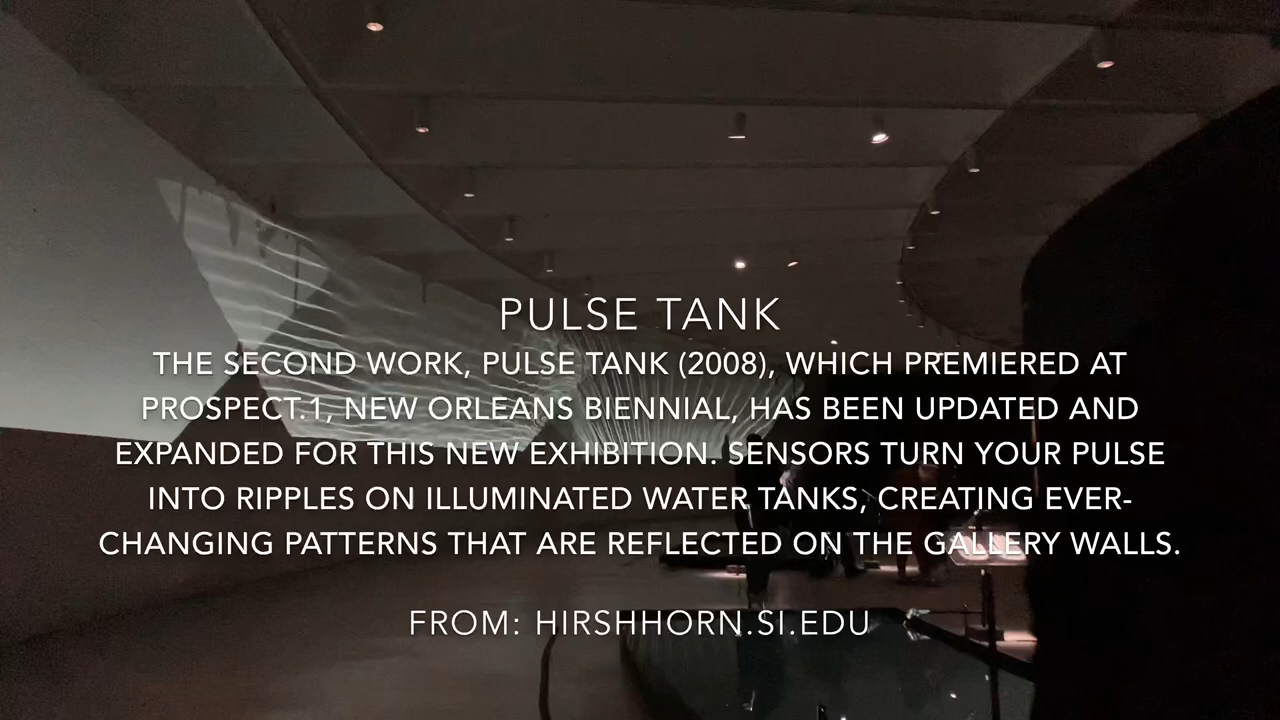 PULSE TANK
THE SECOND WORK, PULSE TANK (2008), WHICH PREMIERED AT
PROSPECT.1, NEW ORLEANS BIENNIAL, HAS BEEN UPDATED AND
EXPANDED FOR THIS NEW EXHIBITION. SENSORS TURN YOUR PULSE
INTO RIPPLES ON ILLUMINATED WATER TANKS, CREATING EVER-
CHANGING PATTERNS THAT ARE REFLECTED ON THE GALLERY WALLS.
FROM: HIRSHHORN.SI.EDU